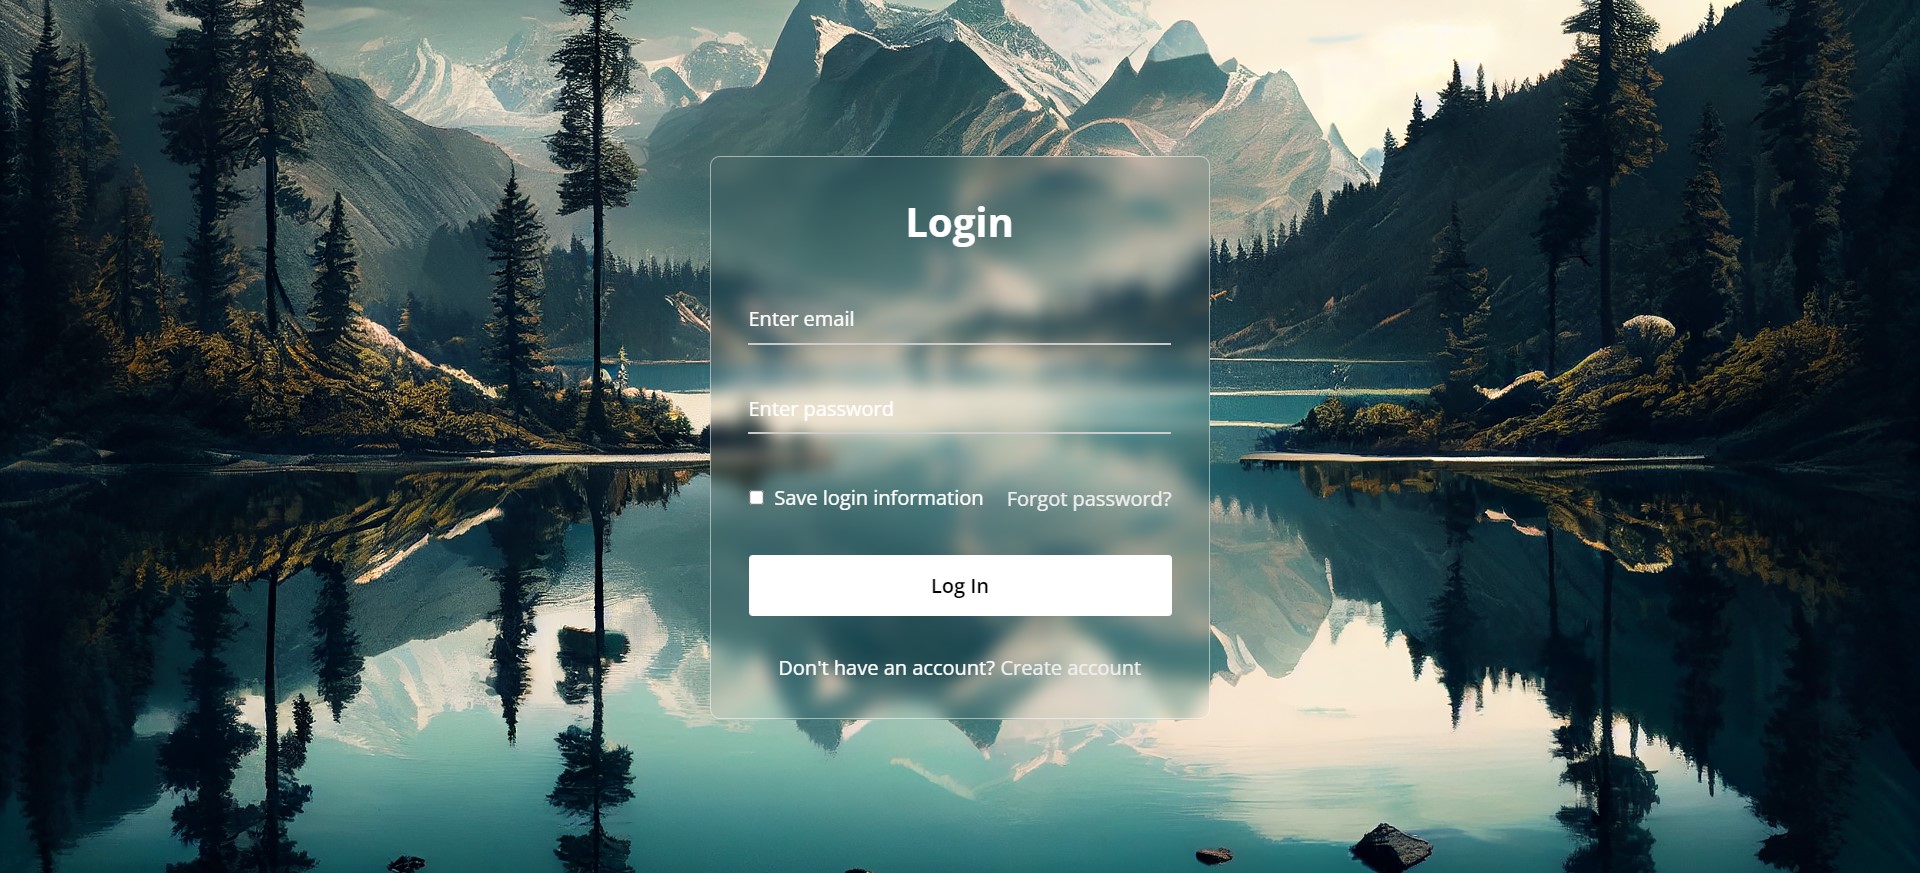 Login
Enter email
Enter password
Save login information Forgot password?
Log In
Don't have an account? Create account